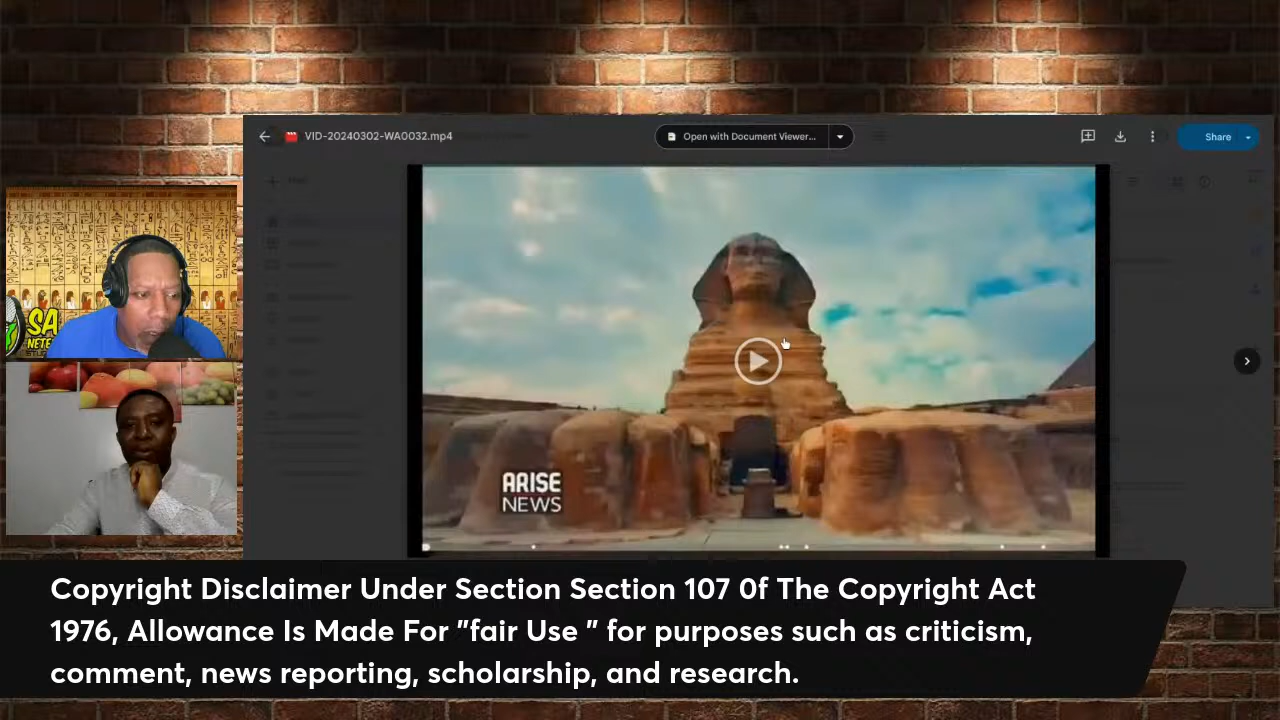 VID-20240302-WA0032.mp4
Open with Document Viewer...
Share
SA
NETE
ARISE
NEWS
Copyright Disclaimer Under Section Section 107 0f The Copyright Act
1976, Allowance Is Made For "fair Use " for purposes such as criticism,
comment, news reporting, scholarship, and research.